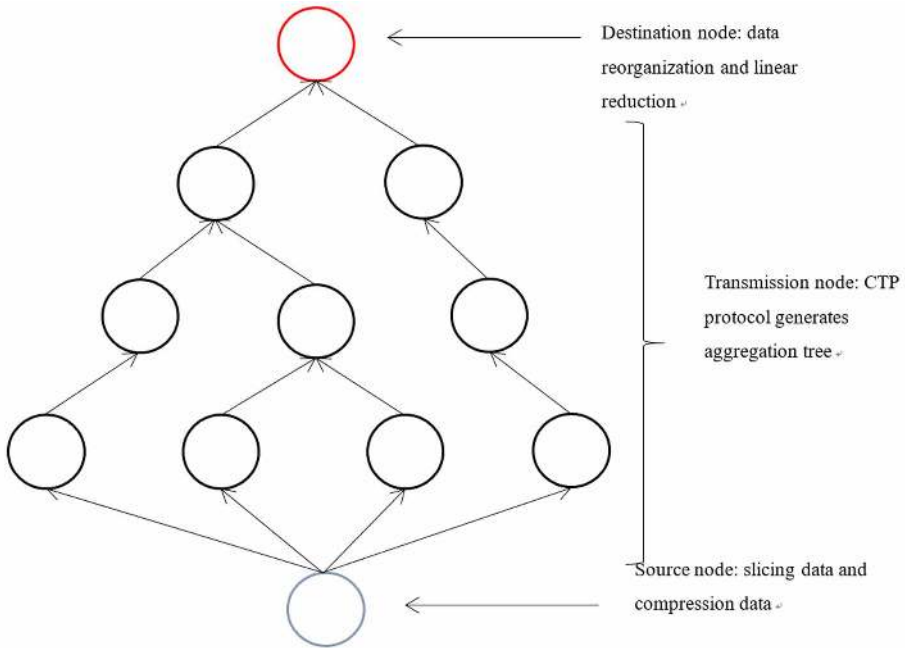 Destination node: data
reorganization and linear
reduction
Transmission node: CTP
protocol generates
aggregation tree
Source node: slicing data and
compression data